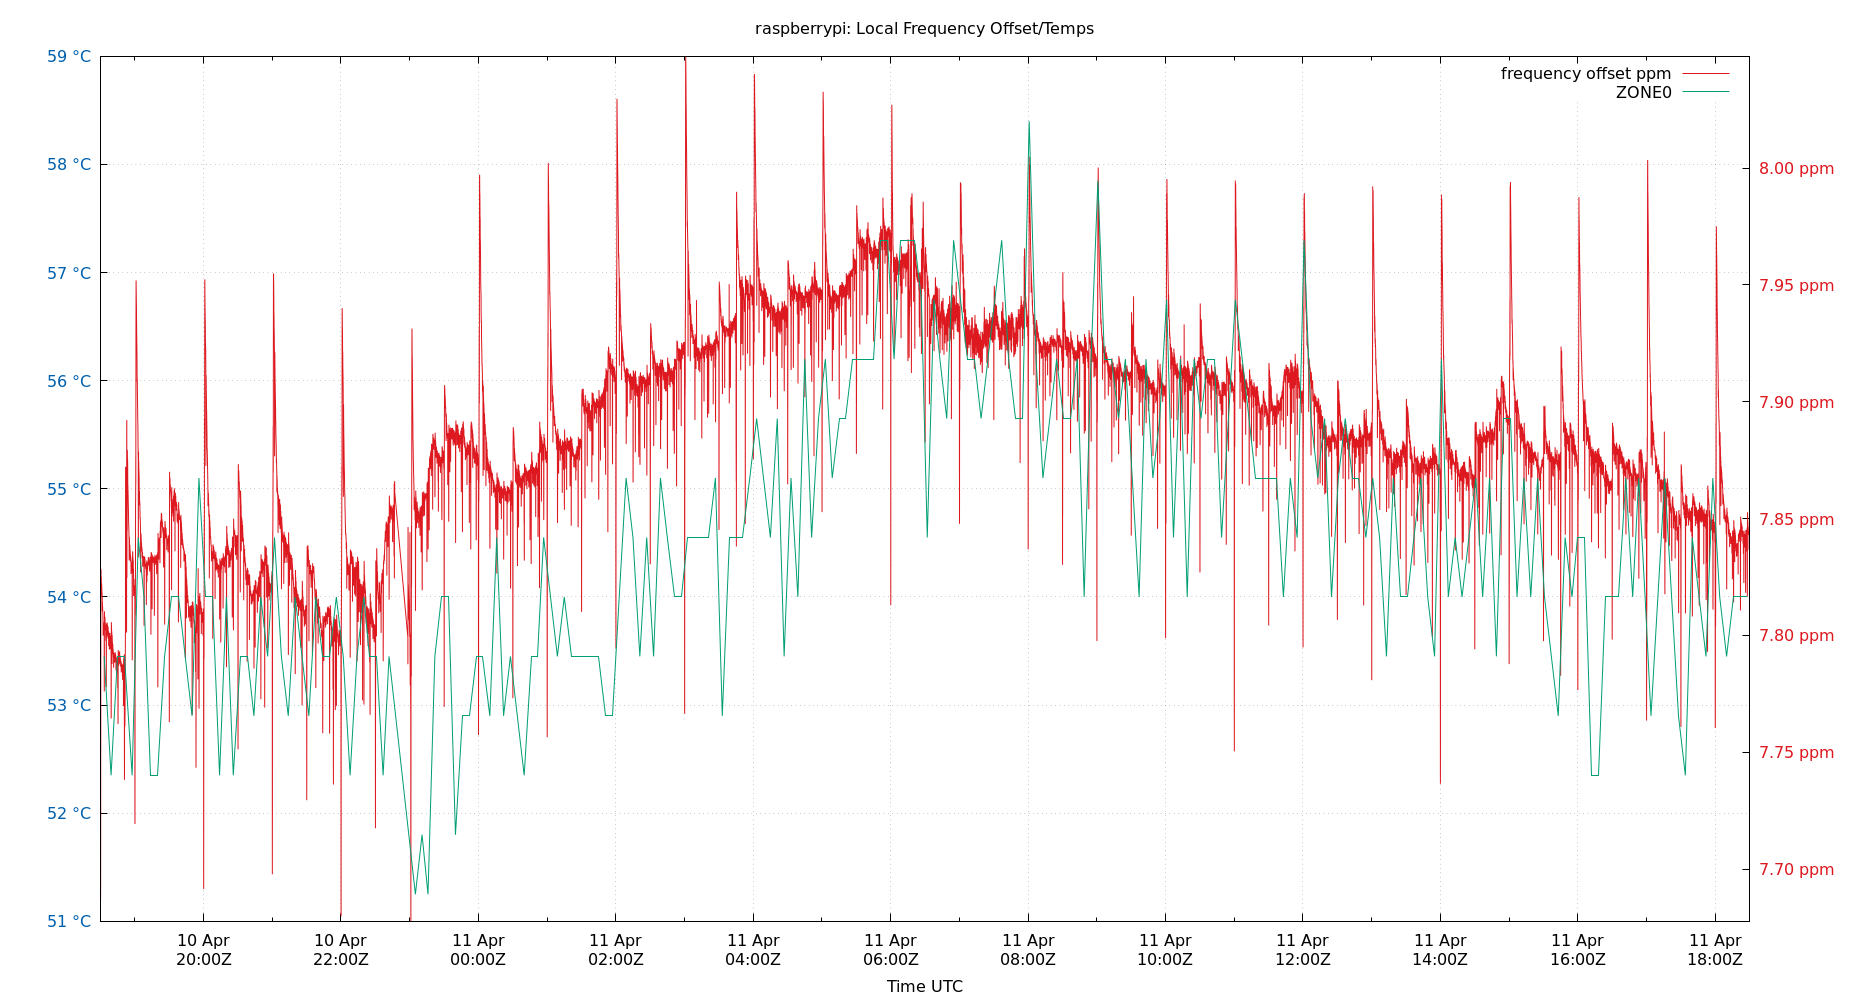 raspberrypi: Local Frequency Offset/Temps
frequency offset ppm
ZONE0
59 °C
58 °C
57 °C
56 °C
55 °C
54 °C
53 °C
52 °C
51 °C
8.00 ppm
7.95 ppm
7.90 ppm
7.85 ppm
7.80 ppm
7.75 ppm
7.70 ppm
10 Apr 10 Apr 11 Apr 11 Apr 11 Apr 11 Apr 11 Apr 11 Apr 11 Apr 11 Apr 11 Apr 11 Apr
20:00Z 22:00Z 00:00Z 02:00Z 04:00Z 06:00Z 08:00Z 10:00Z 12:00Z 14:00Z 16:00Z 18:00Z
Time UTC